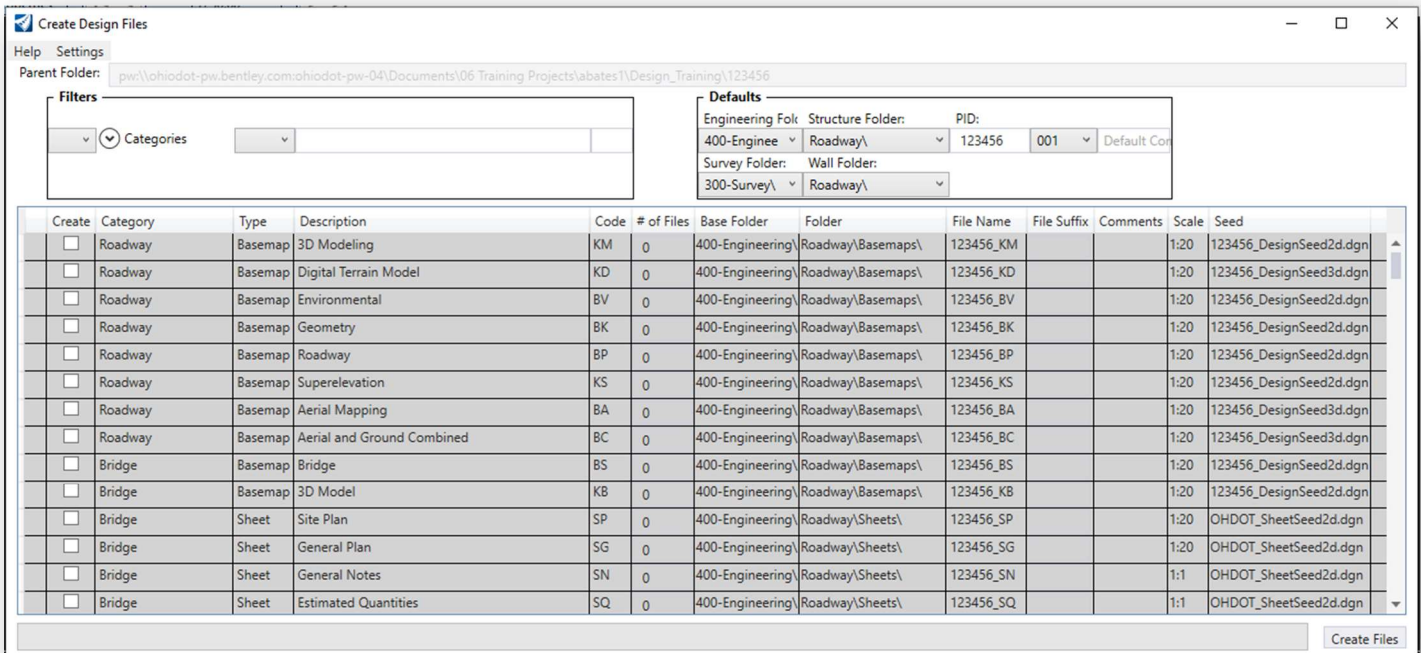 Create Design Files
Help Settings
Parent Folder: pw:\\ohiodot-pw.bentley.com:ohiodot-pw-04\Documents\06 Training Projects\abates1\Design_Training\123456
Filters
Categories
Defaults
Engineering Fol Structure Folder: PID:
400-Enginee Roadway\ 123456 001 Default Con
Survey Folder: Wall Folder:
300-Survey\ Roadway\
Create Category Type Description Code # of Files Base Folder Folder File Name File Suffix Comments Scale Seed
Roadway Basemap 3D Modeling KM 0 400-Engineering\ Roadway\Basemaps\ 123456_KM 1:20 123456_DesignSeed2d.dgn
Roadway Basemap Digital Terrain Model KD 0 400-Engineering\ Roadway\Basemaps\ 123456_KD 1:20 123456_DesignSeed3d.dgn
Roadway Basemap Environmental BV 0 400-Engineering\ Roadway\Basemaps\ 123456_BV 1:20 123456_DesignSeed2d.dgn
Roadway Basemap Geometry BK 0 400-Engineering\ Roadway\Basemaps\ 123456_BK 1:20 123456_DesignSeed2d.dgn
Roadway Basemap Roadway BP 0 400-Engineering\ Roadway\Basemaps\ 123456_BP 1:20 123456_DesignSeed2d.dgn
Roadway Basemap Superelevation KS 0 400-Engineering\ Roadway\Basemaps\ 123456_KS 1:20 123456_DesignSeed2d.dgn
Roadway Basemap Aerial Mapping BA 0 400-Engineering\ Roadway\Basemaps\ 123456_BA 1:20 123456_DesignSeed3d.dgn
Roadway Basemap Aerial and Ground Combined BC 0 400-Engineering\ Roadway\Basemaps\ 123456_BC 1:20 123456_DesignSeed3d.dgn
Bridge Basemap Bridge BS 0 400-Engineering\ Roadway\Basemaps\ 123456_BS 1:20 123456_DesignSeed2d.dgn
Bridge Basemap 3D Model KB 0 400-Engineering\ Roadway\Basemaps\ 123456_KB 1:20 123456_DesignSeed2d.dgn
Bridge Sheet Site Plan SP 0 400-Engineering\ Roadway\Sheets\ 123456_SP 1:20 OHDOT_SheetSeed2d.dgn
Bridge Sheet General Plan SG 0 400-Engineering\ Roadway\Sheets\ 123456_SG 1:20 OHDOT_SheetSeed2d.dgn
Bridge Sheet General Notes SN 0 400-Engineering\ Roadway\Sheets\ 123456_SN 1:1 OHDOT_SheetSeed2d.dgn
Bridge Sheet Estimated Quantities SQ 0 400-Engineering\ Roadway\Sheets\ 123456_SQ 1:1 OHDOT_SheetSeed2d.dgn
Create Files